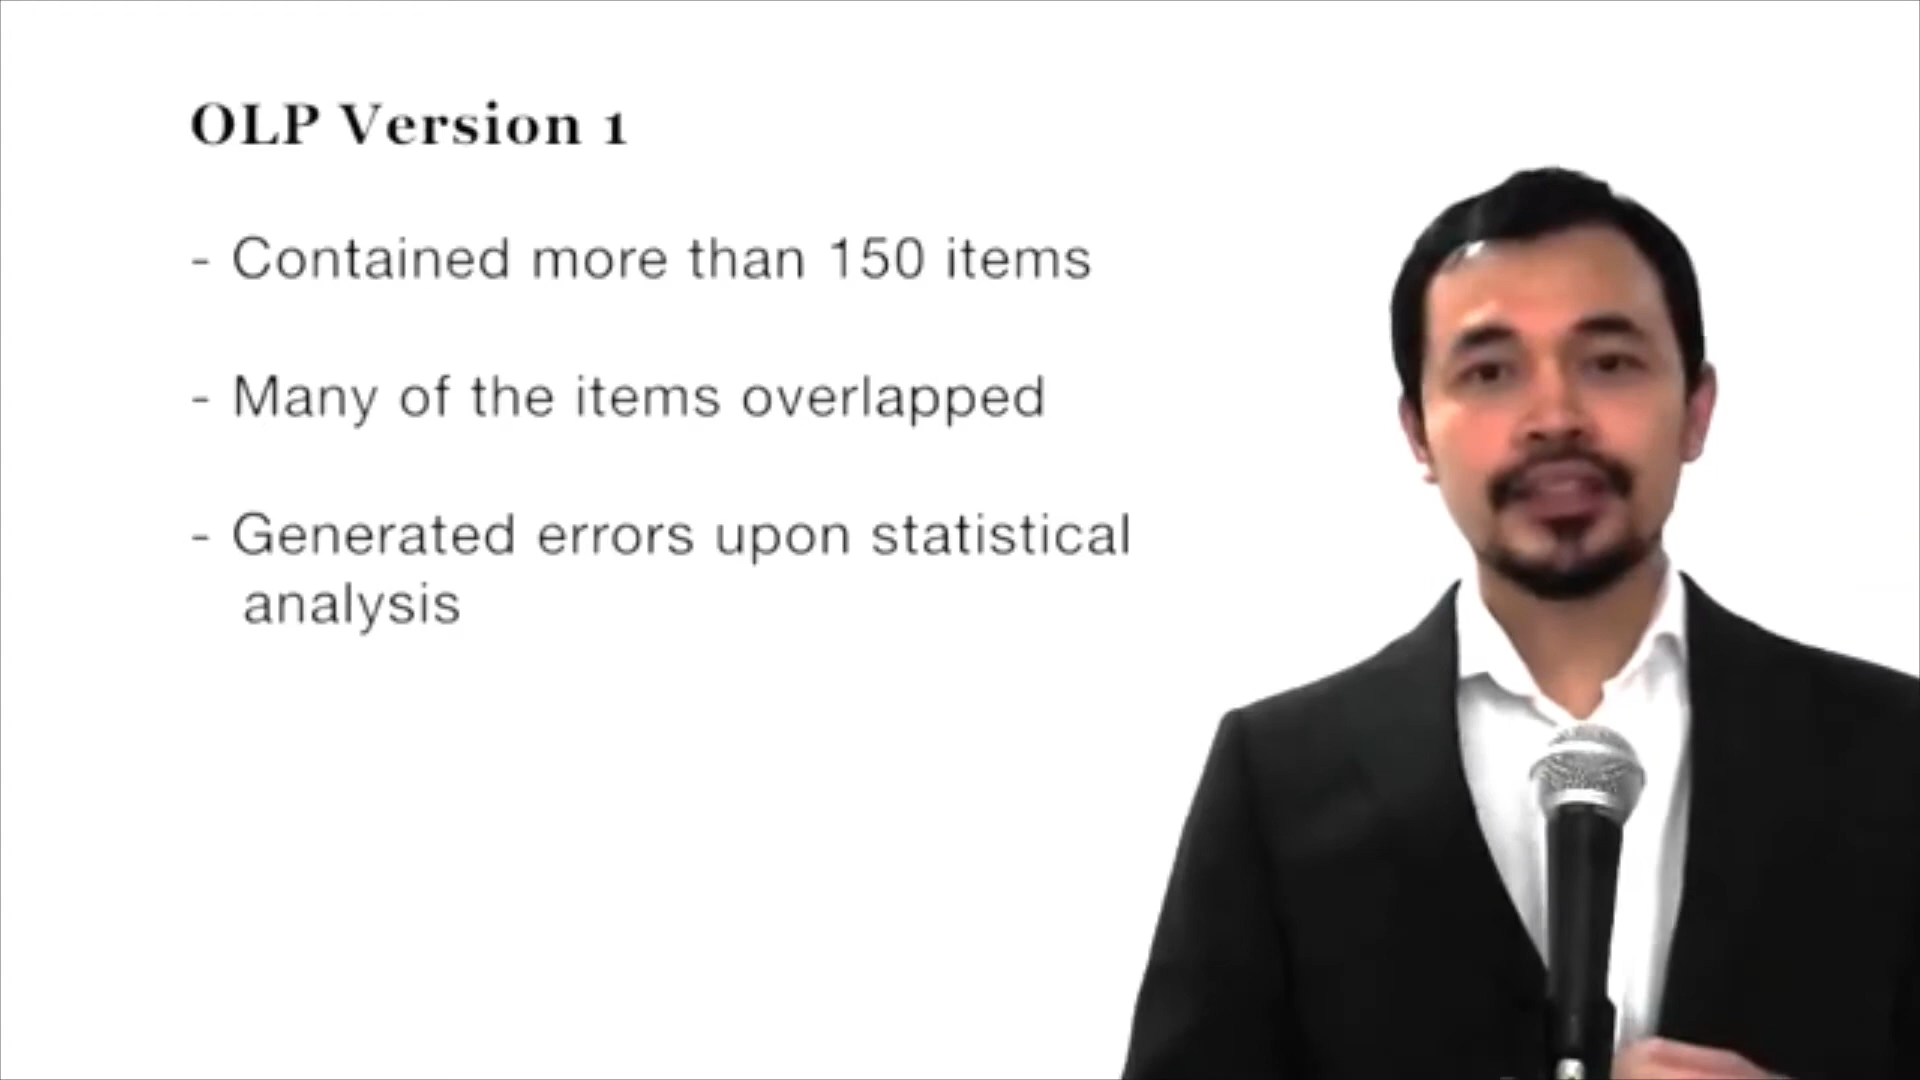 OLP Version 1
- Contained more than 150 items
- Many of the items overlapped
- Generated errors upon statistical
analysis